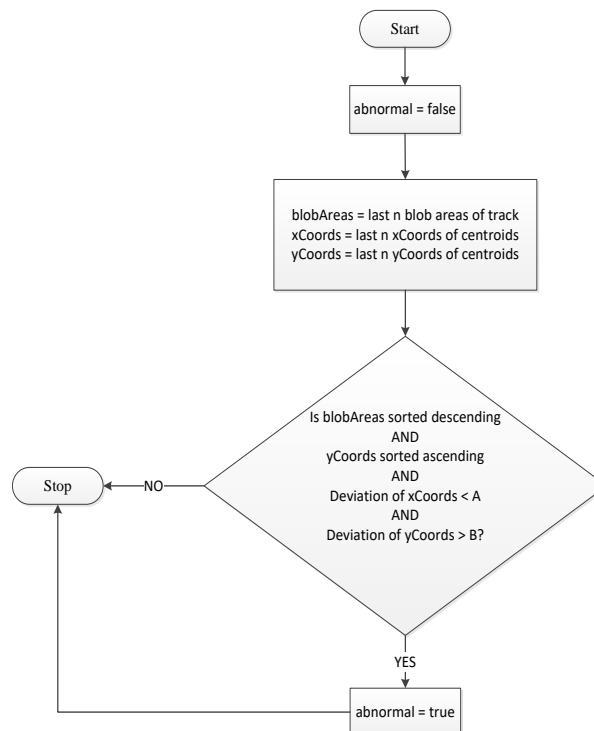 Start
abnormal = false
blobAreas = last n blob areas of track
xCoords = last n xCoords of centroids
yCoords = last n yCoords of centroids
Is blobAreas sorted descending
AND
yCoords sorted ascending
AND
Deviation of xCoords < A
AND
Deviation of yCoords > B?
NO
Stop
YES
abnormal = true